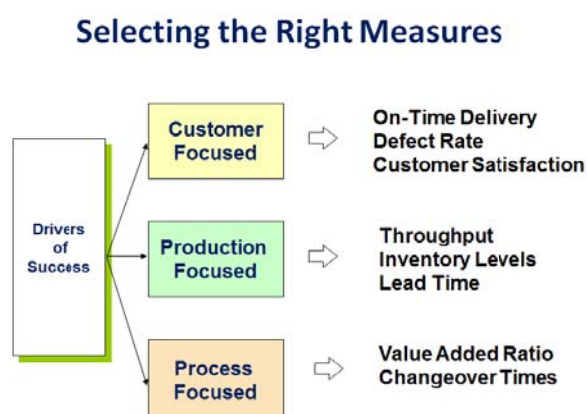 Selecting the Right Measures
Drivers
of
Success
Customer
Focused
On-Time Delivery
Defect Rate
Customer Satisfaction
Production
Focused
Throughput
Inventory Levels
Lead Time
Process
Focused
Value Added Ratio
Changeover Times